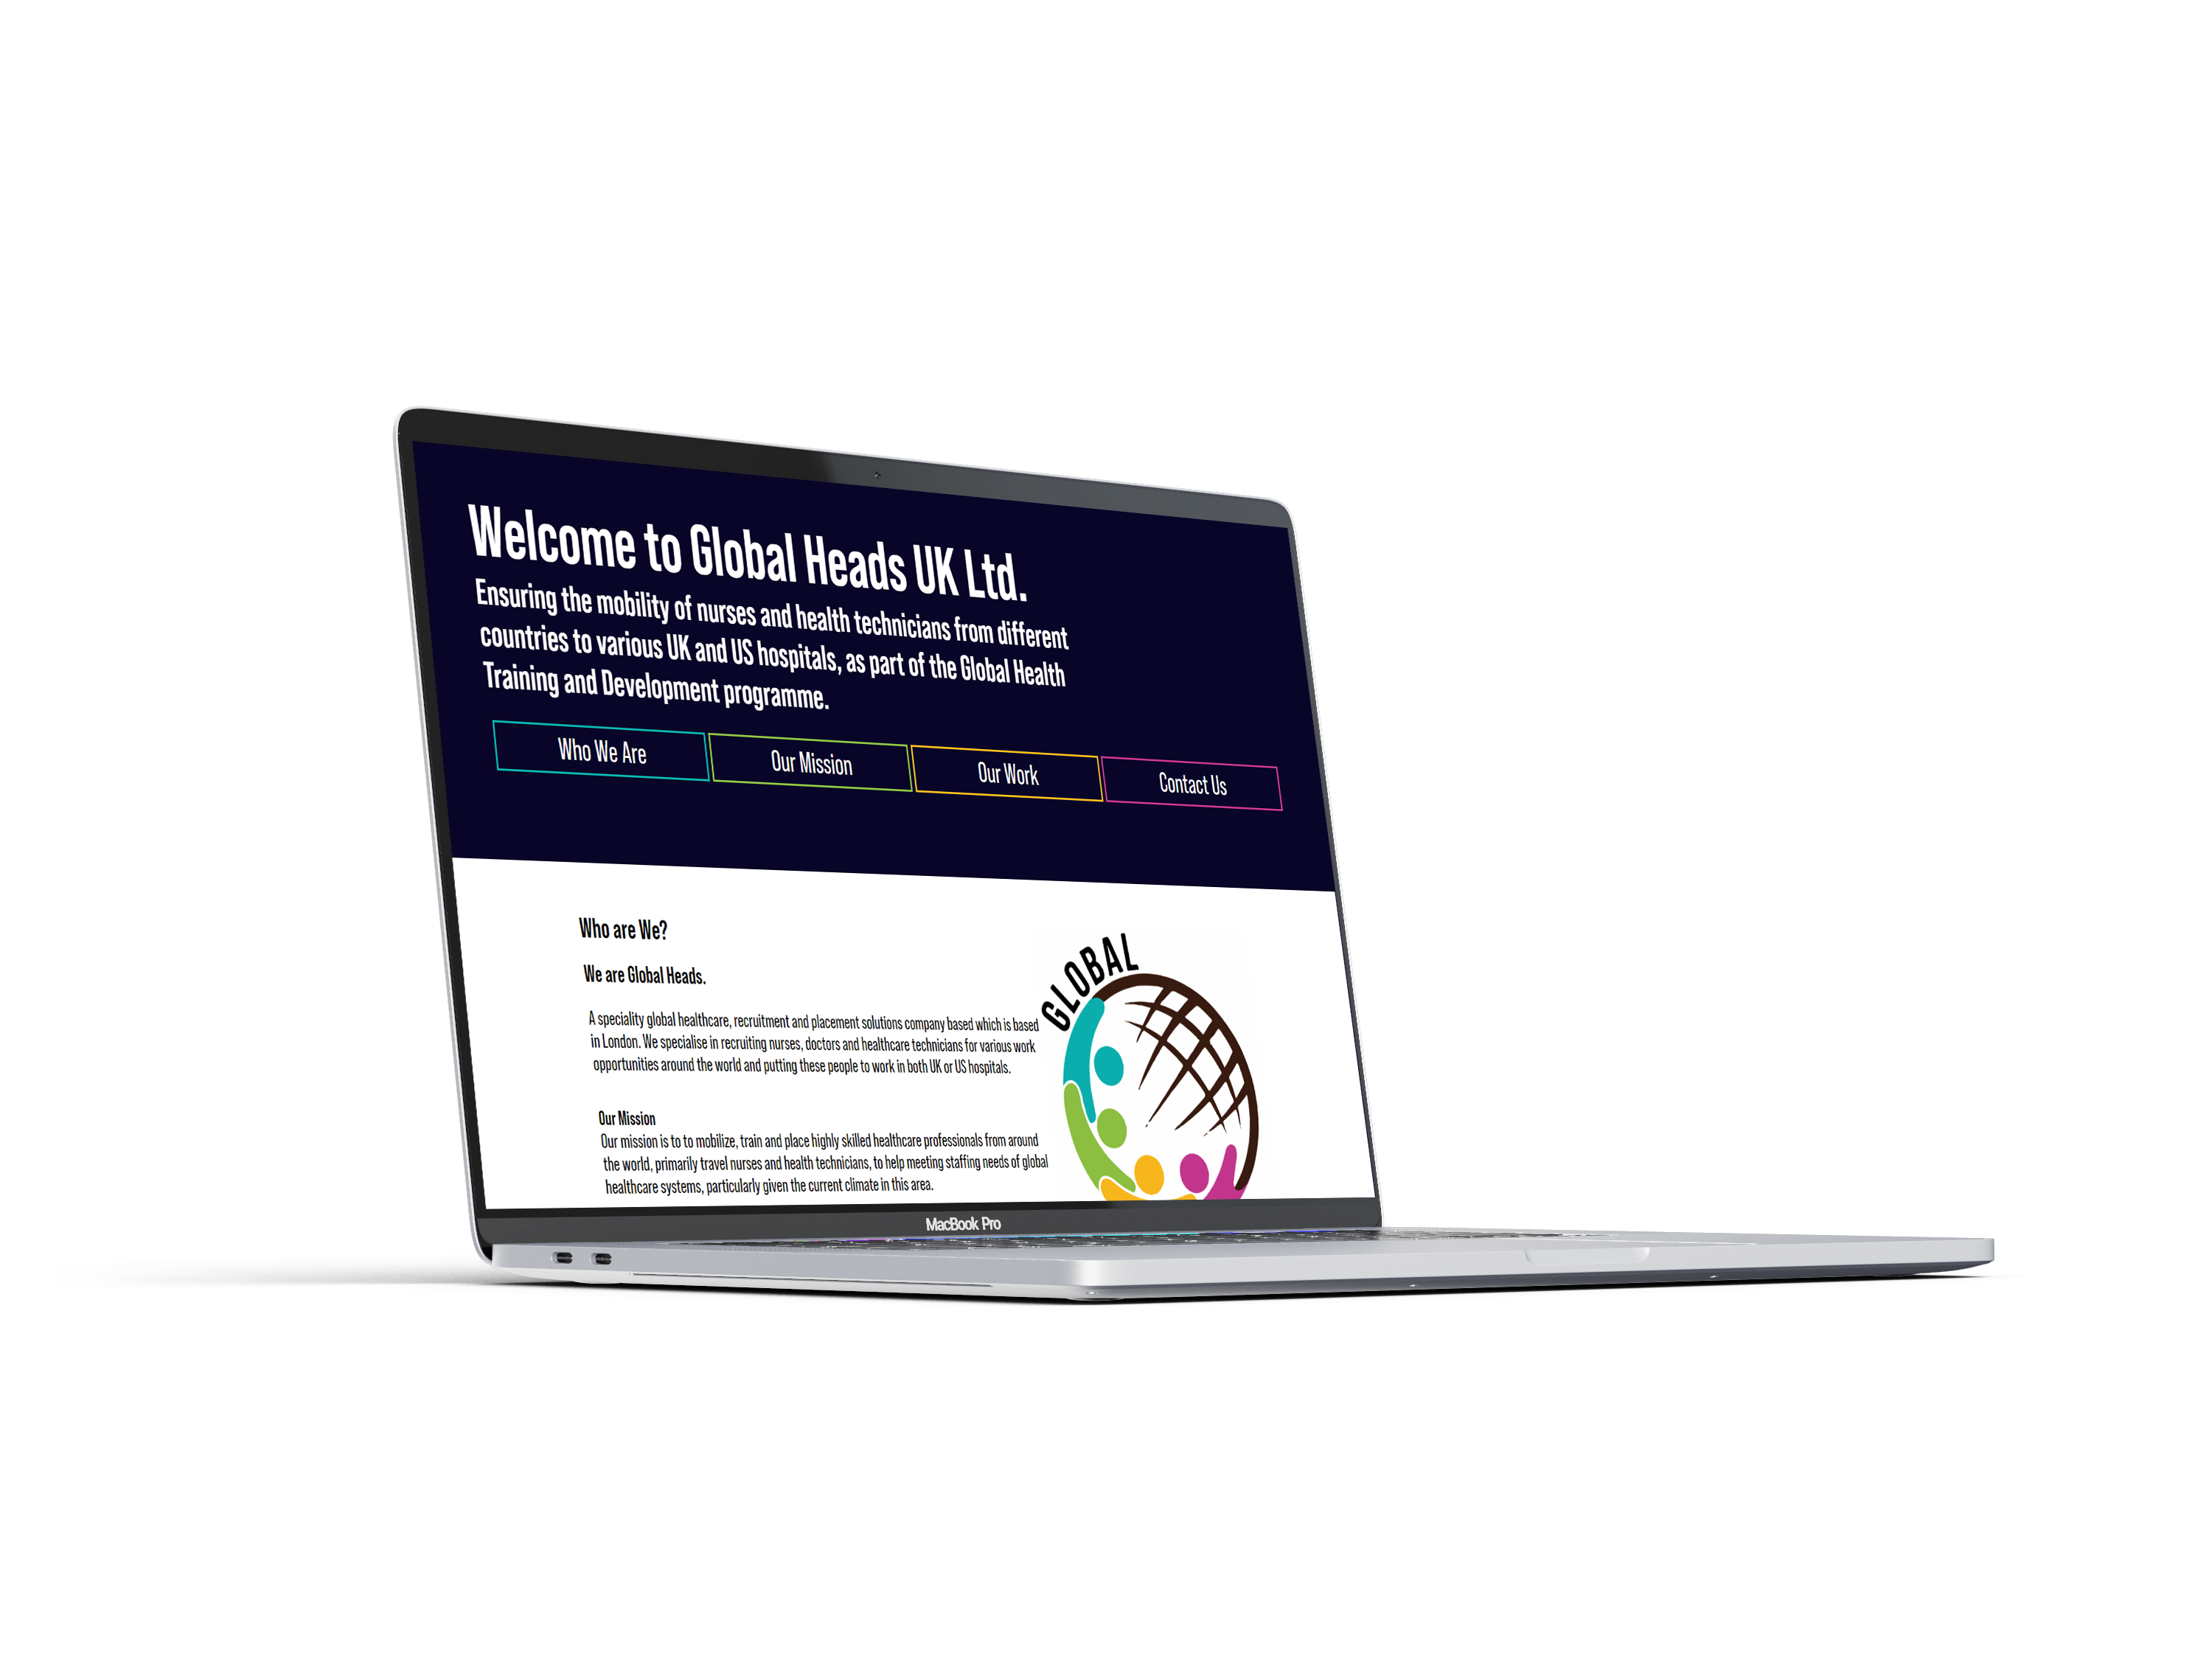 Welcome to Global Heads UK Ltd.
Ensuring the mobility of nurses and health technicians from different
countries to various UK and US hospitals, as part of the Global Health
Training and Development programme.
Who We Are
Our Mission
Our Work
Contact Us
Who are We?
We are Global Heads.
A speciality global healthcare, recruitment and placement solutions company based which is based
in London. We specialise in recruiting nurses, doctors and healthcare technicians for various work
opportunities around the world and putting these people to work in both UK or US hospitals.
Our Mission
Our mission is to to mobilize, train and place highly skilled healthcare professionals from around
the world, primarily travel nurses and health technicians, to help meeting staffing needs of global
healthcare systems, particularly given the current climate in this area.
GLOBAL
MacBook Pro